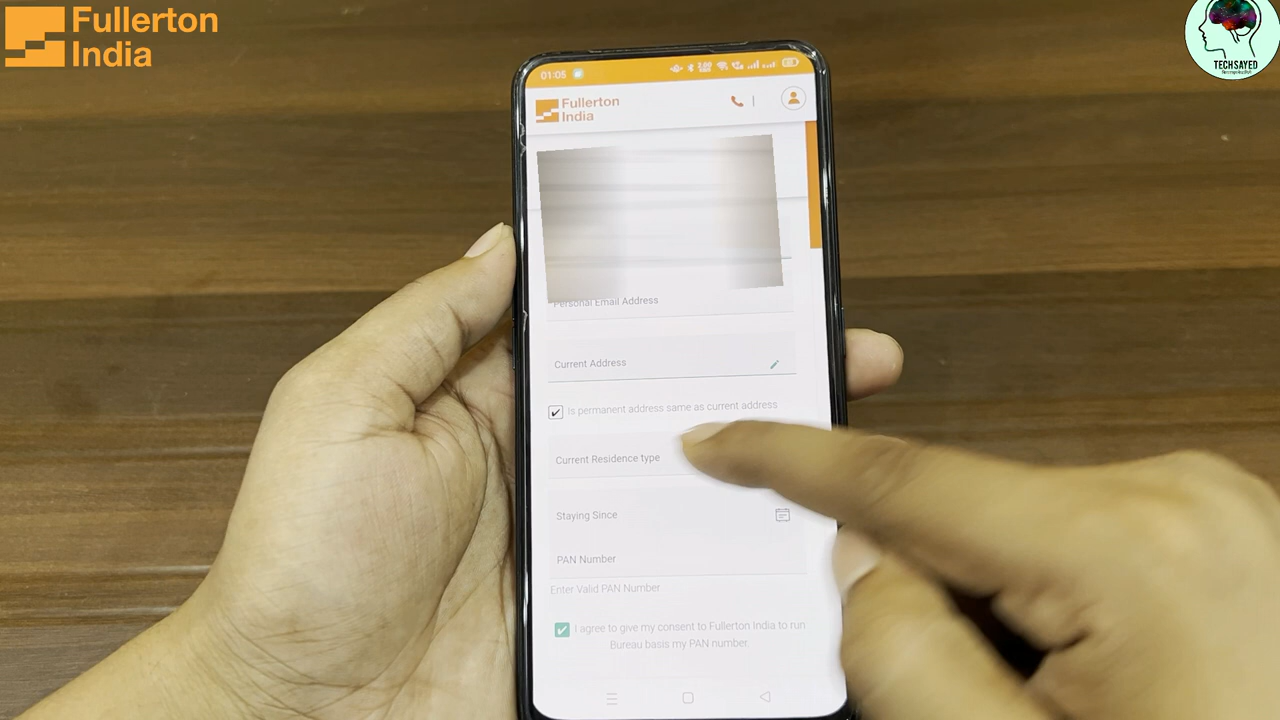 Fullerton
India
TECHSAYED
01:05
Fullerton
India
Personal Email Address
Current Address
Is permanent address same as current address
Current Residence type
Staying Since
PAN Number
Enter Valid PAN Number
I agree to give my consent to Fullerton India to run
Bureau basis my PAN number.